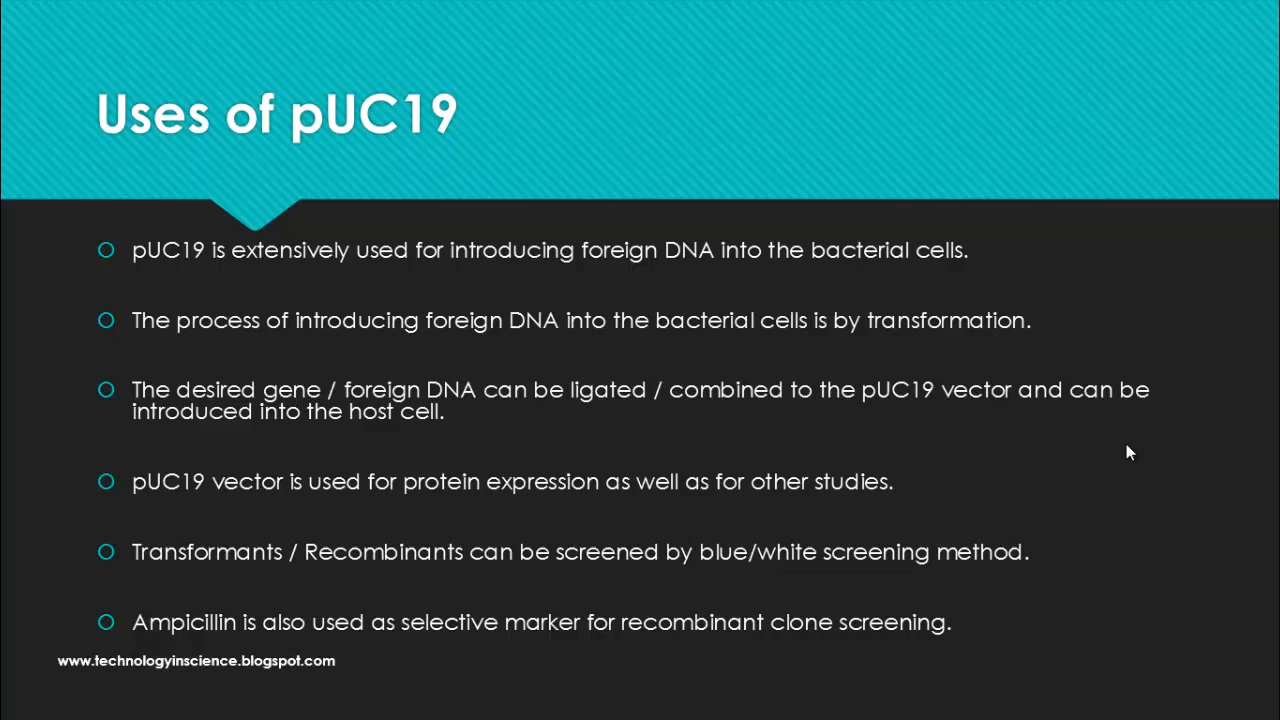 Uses of pUC19
pUC19 is extensively used for introducing foreign DNA into the bacterial cells.
The process of introducing foreign DNA into the bacterial cells is by transformation.
The desired gene / foreign DNA can be ligated / combined to the pUC19 vector and can be
introduced into the host cell.
pUC19 vector is used for protein expression as well as for other studies.
Transformants / Recombinants can be screened by blue/white screening method.
Ampicillin is also used as selective marker for recombinant clone screening.
www.technologyinscience.blogspot.com